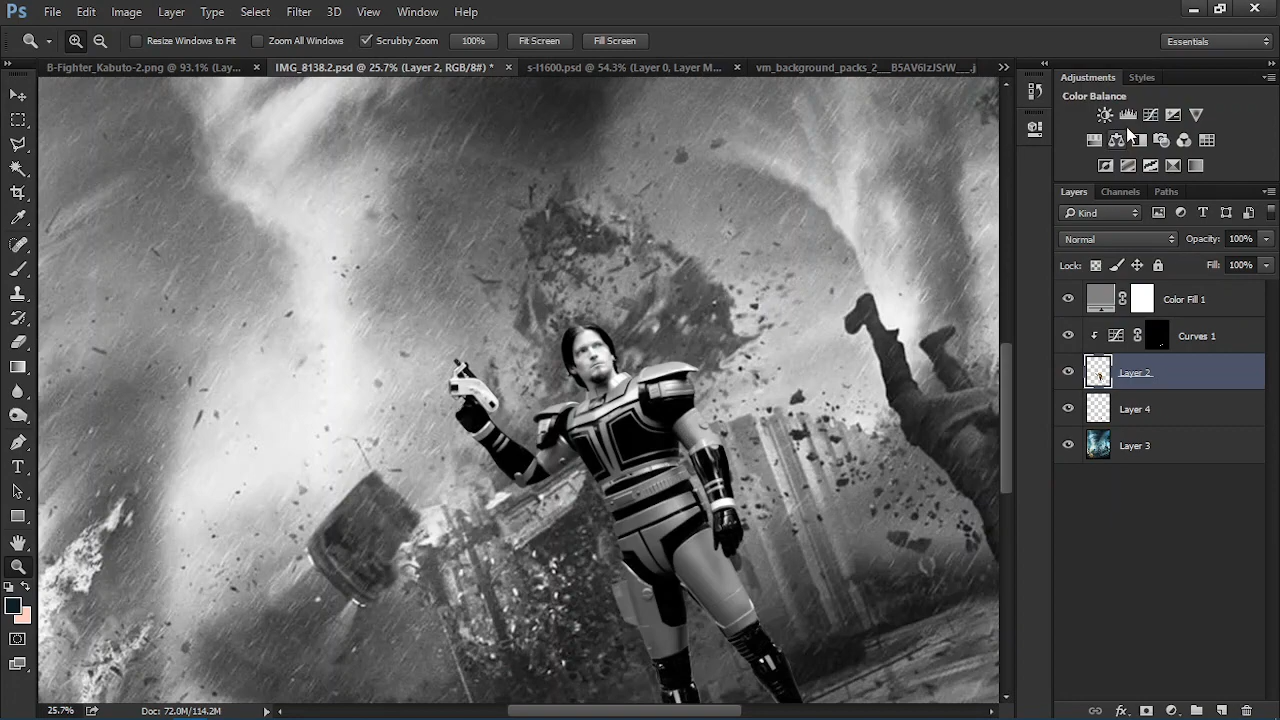 Ps File Edit Image Layer Type Select Filter 3D View Window Help
Resize Windows to Fit Zoom All Windows Scrubby Zoom 100% Fit Screen Fill Screen Essentials
B-Fighter_Kabuto-2.png @ 93.1% (Lay... IMG_8138.2.psd @ 25.7% (Layer 2, RGB/8#) * s-l1600.psd @ 54.3% (Layer 0, Layer M... vm_background_packs_2___B5AV6IzJSrW___.j
Adjustments Styles
Color Balance
Layers Channels Paths
Kind
Normal Opacity: 100%
Lock: Fill: 100%
Color Fill 1
Curves 1
Layer 2
Layer 4
Layer 3
25.7% Doc: 72.0M/114.2M
fx